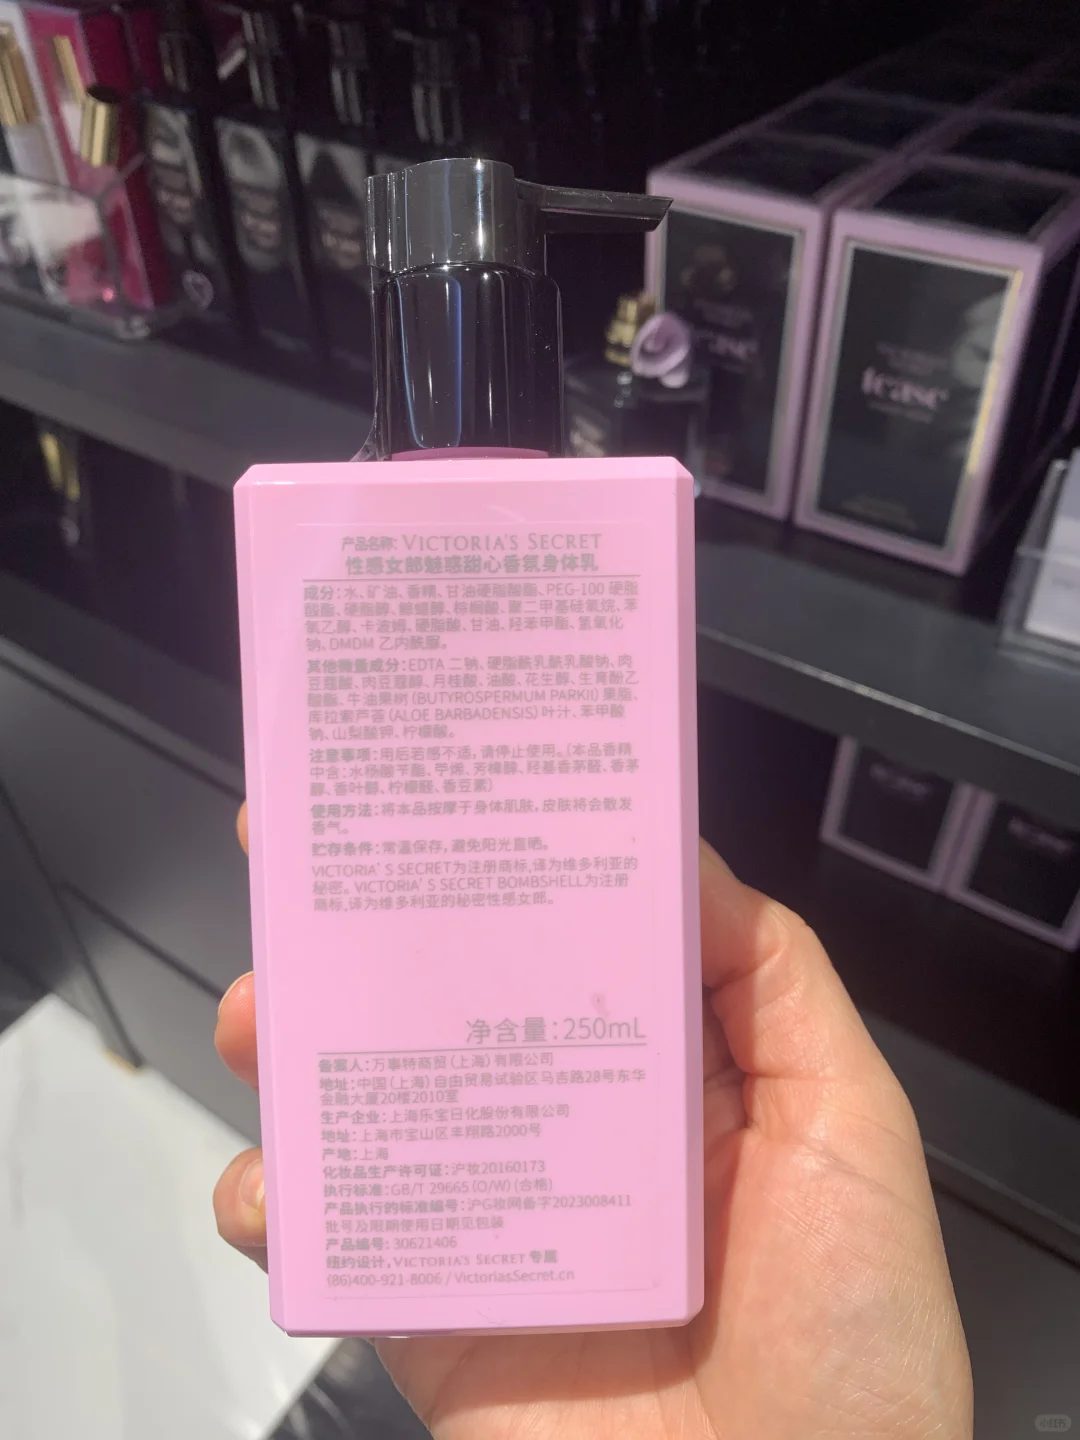 tease
产品名称: VICTORIA'S SECRET
性感女郎魅惑甜心香氛身体乳
成分:水、矿油、香精、甘油硬脂酸酯、PEG-100 硬脂
酸酯、硬脂醇、鲸蜡醇、棕榈酸、聚二甲基硅氧烷、苯
氧乙醇、卡波姆、硬脂酸、甘油、羟苯甲酯、氢氧化
钠、DMDM 乙内酰脲。
其他微量成分:EDTA 二钠、硬脂酰乳酰乳酸钠、肉
豆蔻酸、肉豆蔻醇、月桂酸、油酸、花生醇、生育酚乙
酸酯、牛油果树(BUTYROSPERMUM PARKII)果脂、
库拉索芦荟(ALOE BARBADENSIS)叶汁、苯甲酸
钠、山梨酸钾、柠檬酸。
注意事项:用后若感不适,请停止使用。(本品香精
中含:水杨酸苄酯、苧烯、芳樟醇、羟基香茅醛、香茅
醇、香叶醇、柠檬醛、香豆素)
使用方法:将本品按摩于身体肌肤,皮肤将会散发
香气。
贮存条件:常温保存,避免阳光直晒。
VICTORIA'S SECRET为注册商标,译为维多利亚的
秘密。VICTORIA'S SECRET BOMBSHELL为注册
商标,译为维多利亚的秘密性感女郎。
净含量:250mL
备案人:万事特商贸(上海)有限公司
地址:中国(上海)自由贸易试验区马吉路28号东华
金融大厦20楼2010室
生产企业:上海乐宝日化股份有限公司
地址:上海市宝山区丰翔路2000号
产地:上海
化妆品生产许可证:沪妆20160173
执行标准:GB/T 29665(O/W)(合格)
产品执行的标准编号:沪G妆网备字2023008411
批号及限期使用日期见包装
产品编号: 30621406
纽约设计,VICTORIA'S SECRET 专属
(86)400-921-8006 / VictoriasSecret.cn
小红书